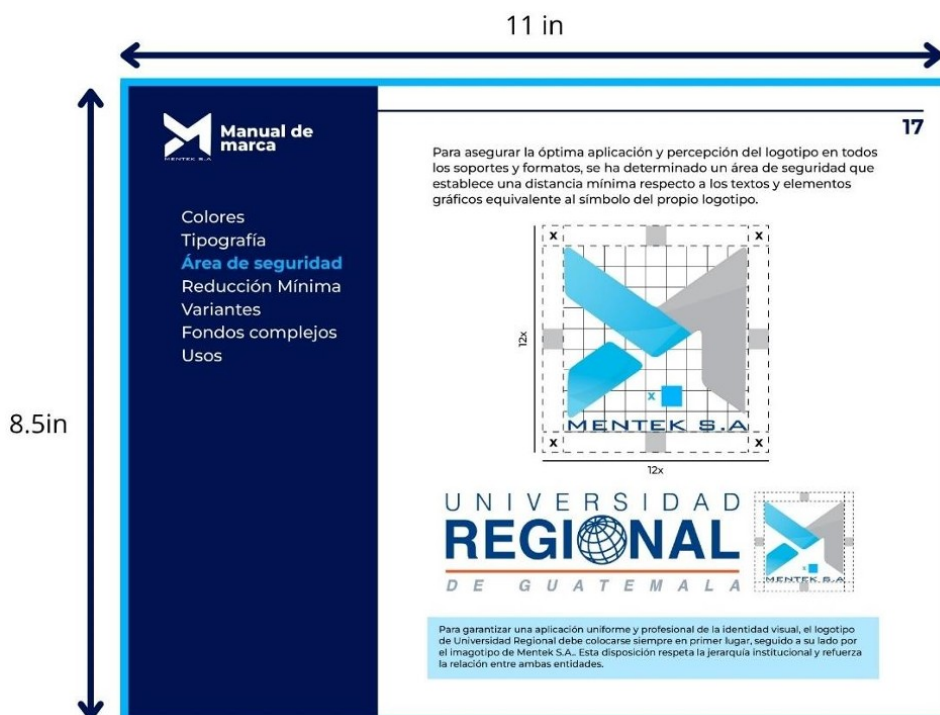 11 in
8.5in
MENTEK S.A
Manual de
marca
Colores
Tipografía
Área de seguridad
Reducción Mínima
Variantes
Fondos complejos
Usos
17
Para asegurar la óptima aplicación y percepción del logotipo en todos
los soportes y formatos, se ha determinado un área de seguridad que
establece una distancia mínima respecto a los textos y elementos
gráficos equivalente al símbolo del propio logotipo.
x x
12x
x
MENTEK S.A
x x
12x
UNIVERSIDAD
REGIONAL
DE GUATEMALA
x
MENTEK S.A
Para garantizar una aplicación uniforme y profesional de la identidad visual, el logotipo
de Universidad Regional debe colocarse siempre en primer lugar, seguido a su lado por
el imagotipo de Mentek S.A.. Esta disposición respeta la jerarquía institucional y refuerza
la relación entre ambas entidades.